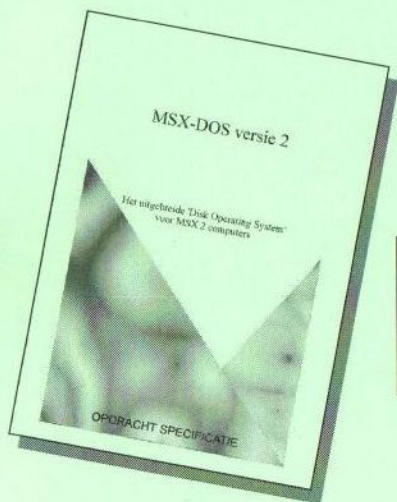 MSX-DOS versie 2
Het uitgebreide 'Disk Operating System'
voor MSX 2 computers
OPDRACHT SPECIFICATIE